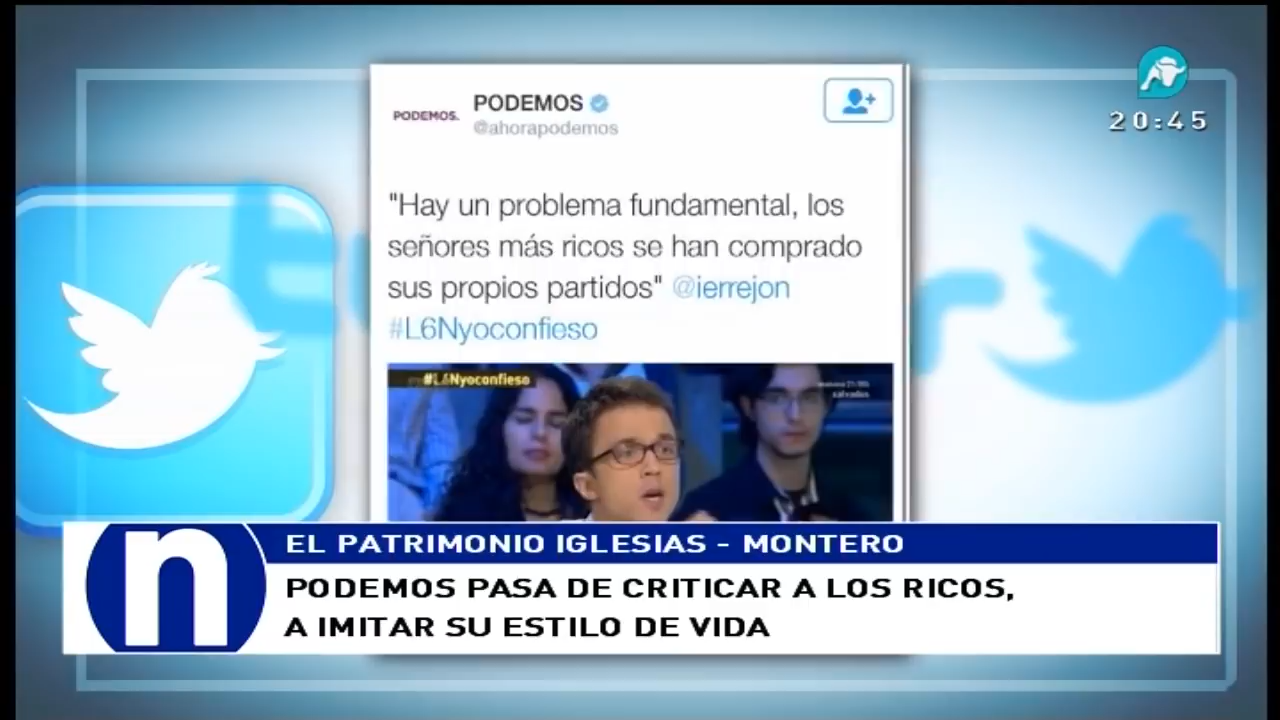 20:45
PODEMOS.
PODEMOS
@ahorapodemos
"Hay un problema fundamental, los
señores más ricos se han comprado
sus propios partidos" @ierrejon
#L6Nyoconfieso
#L6Nyoconfieso
salvados
n
EL PATRIMONIO IGLESIAS - MONTERO
PODEMOS PASA DE CRITICAR A LOS RICOS,
A IMITAR SU ESTILO DE VIDA